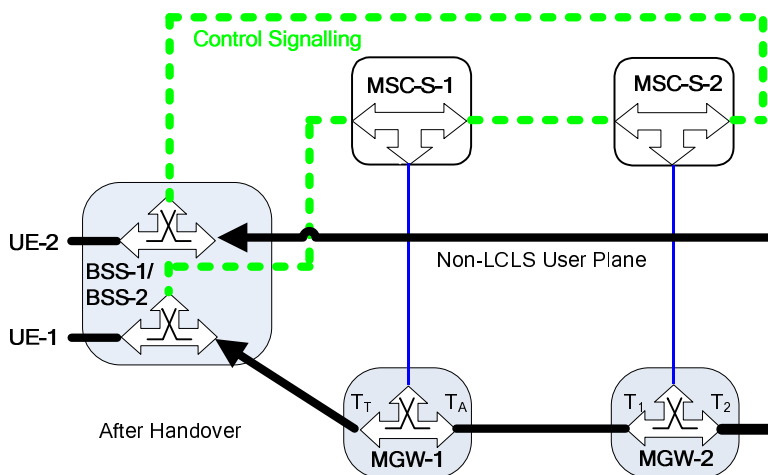 Control Signalling
MSC-S-1
MSC-S-2
UE-2
Non-LCLS User Plane
BSS-1/
BSS-2
UE-1
After Handover
TT
TA
T1
T2
MGW-1
MGW-2